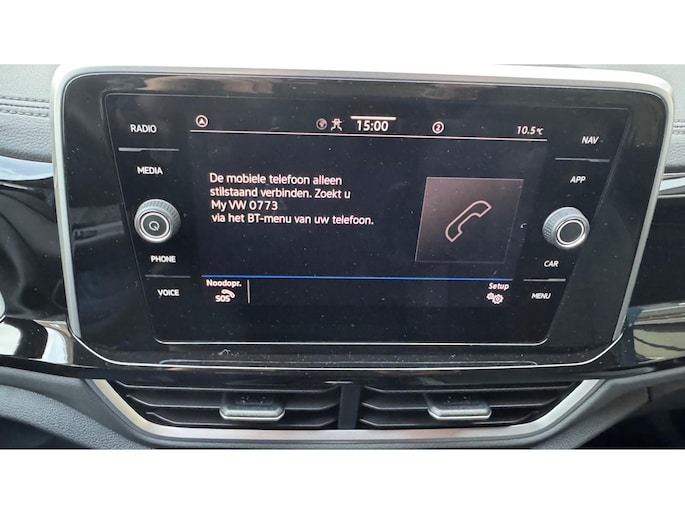 RADIO
MEDIA
PHONE
VOICE
15:00
2
10.5°C
De mobiele telefoon alleen
stilstaand verbinden. Zoekt u
My VW 0773
via het BT-menu van uw telefoon.
Noodopr.
SOS
Setup
NAV
APP
CAR
MENU